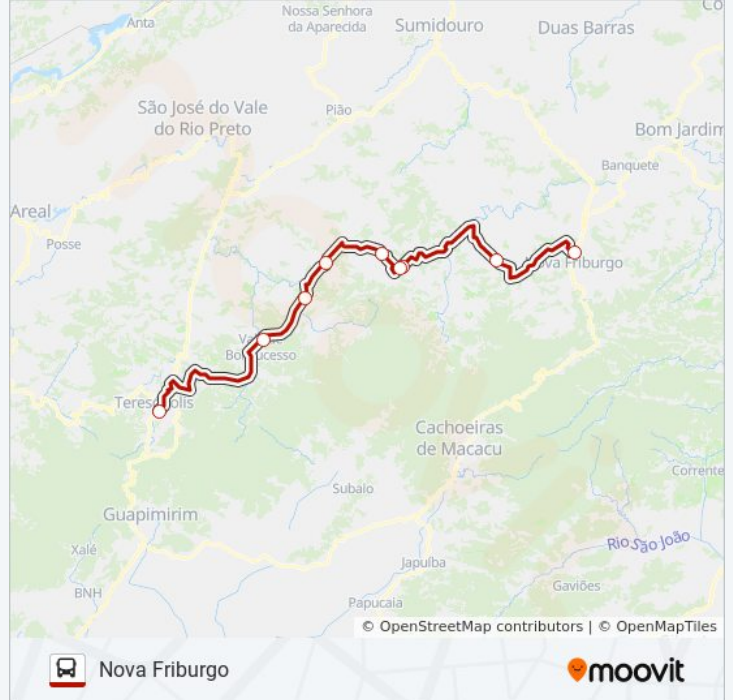 Nossa Senhora
da Aparecida
Co
Anta
Sumidouro
Duas Barras
São José do Vale
do Rio Preto
Pião
Bom Jardim
Banquete
Areal
Posse
Nova Friburgo
Bonsucesso
Teresópolis
Cachoeiras
de Macacu
Corrente
Subaio
Guapimirim
Xalé
Rio São João
Japuíba
BNH
Gaviões
Papucaia
© OpenStreetMap contributors | © OpenMapTiles
Nova Friburgo
moovit